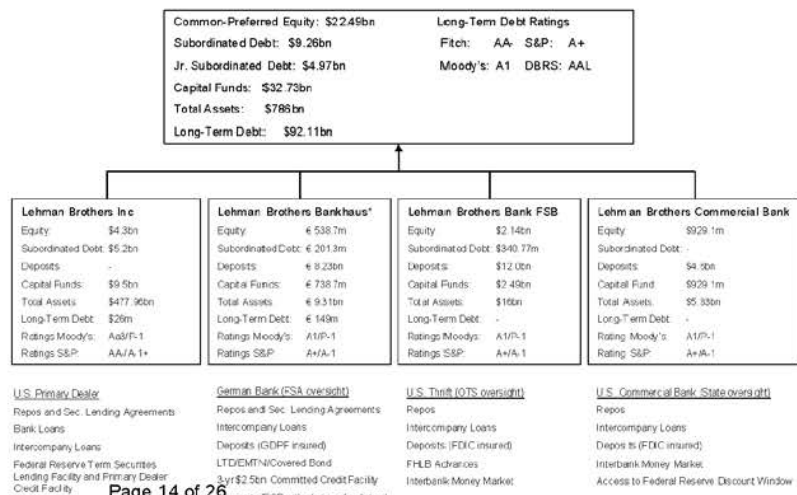 Common-Preferred Equity: $22.49bn
Subordinated Debt: $9.26bn
Jr. Subordinated Debt: $4.97bn
Capital Funds: $32.73bn
Total Assets: $786bn
Long-Term Debt: $92.11bn
Long-Term Debt Ratings
Fitch: AA- S&P: A+
Moody's: A1 DBRS: AAL
Lehman Brothers Inc
Equity: $4.3bn
Subordinated Debt: $5.2bn
Deposits: -
Capital Funds: $9.5bn
Total Assets: $477.96bn
Long-Term Debt: $26m
Ratings Moody's: Aa3/P-1
Ratings S&P: AA-/A-1+
U.S. Primary Dealer
Repos and Sec. Lending Agreements
Bank Loans
Intercompany Loans
Federal Reserve Term Securities
Lending Facility and Primary Dealer
Credit Facility
Lehman Brothers Bankhaus*
Equity: € 538.7m
Subordinated Debt: € 201.3m
Deposits: € 8.23bn
Capital Funds: € 738.7m
Total Assets: € 9.31bn
Long-Term Debt: € 149m
Ratings Moody's: A1/P-1
Ratings S&P: A+/A-1
German Bank (FSA oversight)
Repos and Sec. Lending Agreements
Intercompany Loans
Deposits (GDPF insured)
LTD/EMTN/Covered Bond
3-yr $2.5bn Committed Credit Facility
Lehman Brothers Bank FSB
Equity: $2.14bn
Subordinated Debt: $340.77m
Deposits: $12.0bn
Capital Funds: $2.49bn
Total Assets: $16bn
Long-Term Debt: -
Ratings Moodys: A1/P-1
Ratings S&P: A+/A-1
U.S. Thrift (OTS oversight)
Repos
Intercompany Loans
Deposits (FDIC insured)
FHLB Advances
Interbank Money Market
Lehman Brothers Commercial Bank
Equity: $929.1m
Subordinated Debt: -
Deposits: $4.6bn
Capital Fund: $929.1m
Total Assets: $5.83bn
Long-Term Debt: -
Rating Moody's: A1/P-1
Rating S&P: A+/A-1
U.S. Commercial Bank (State oversight)
Repos
Intercompany Loans
Deposits (FDIC insured)
Interbank Money Market
Access to Federal Reserve Discount Window
Page 14 of 26